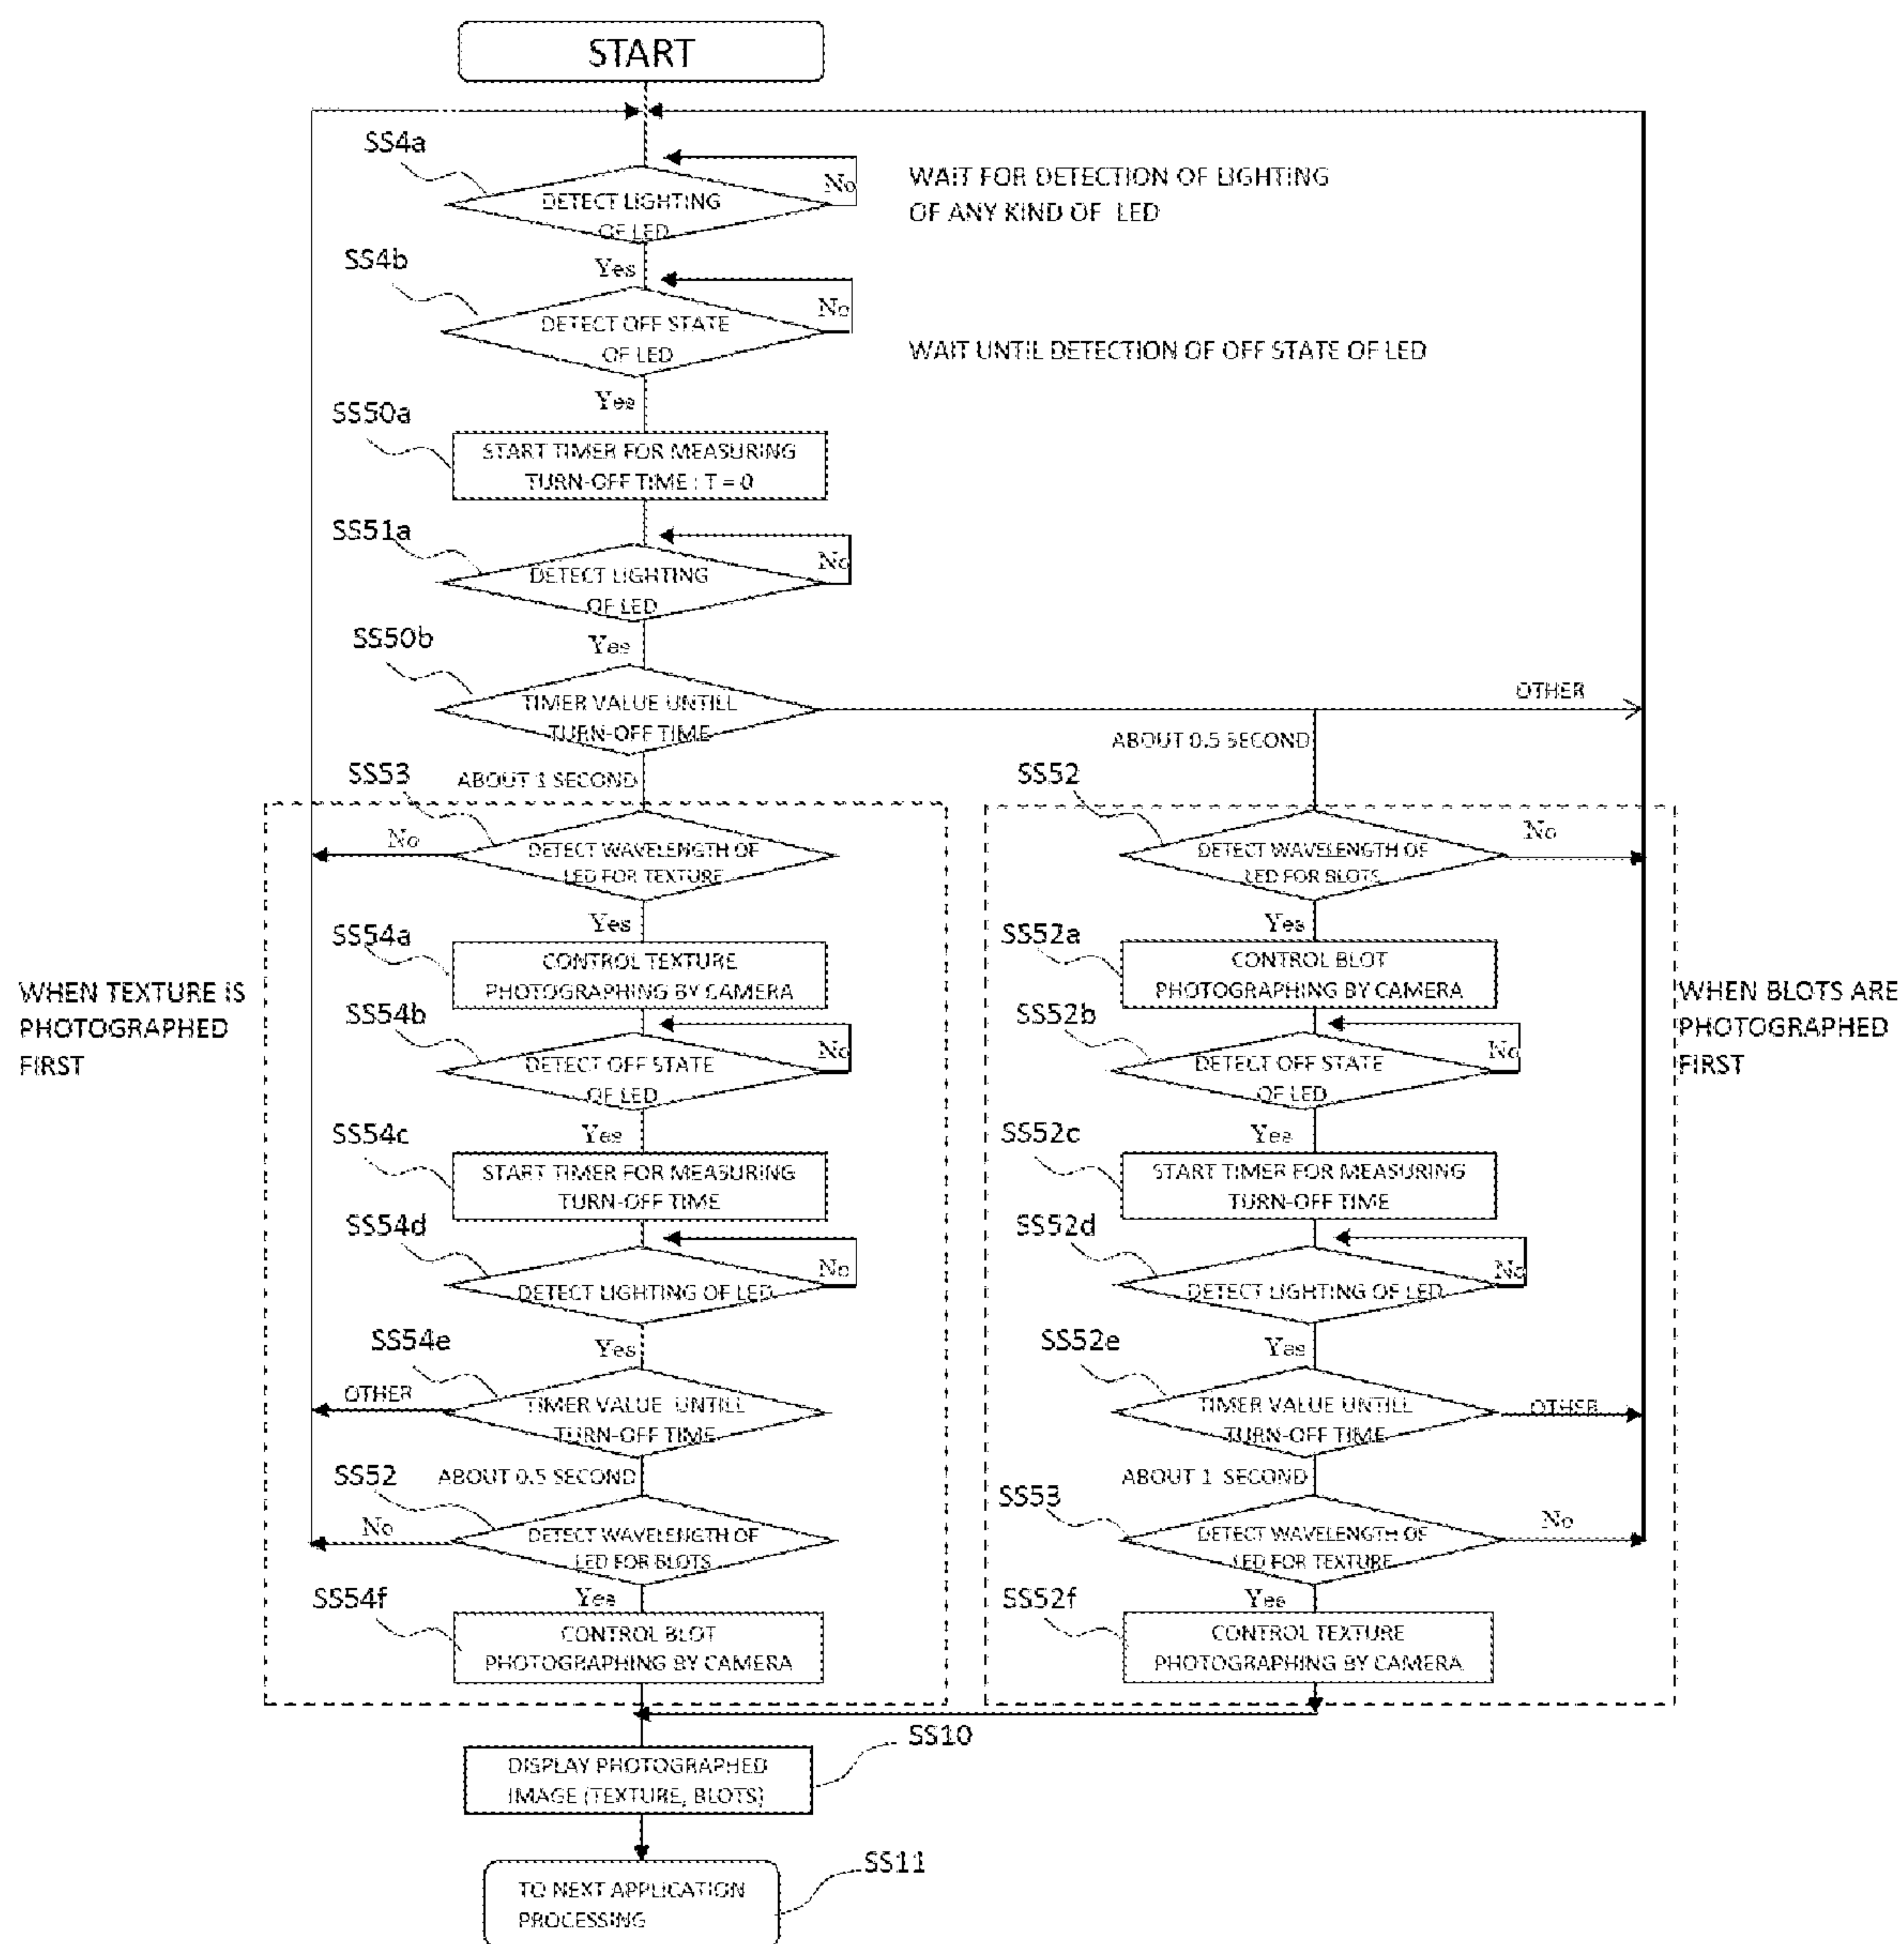 START
SS4a
No
DETECT LIGHTING
OF LED
WAIT FOR DETECTION OF LIGHTING
OF ANY KIND OF LED
Yes
SS4b
No
DETECT OFF STATE
OF LED
WAIT UNTIL DETECTION OF OFF STATE OF LED
Yes
SS50a
START TIMER FOR MEASURING
TURN-OFF TIME : T = 0
SS51a
No
DETECT LIGHTING
OF LED
Yes
SS50b
TIMER VALUE UNTILL
TURN-OFF TIME
OTHER
ABOUT 0.5 SECOND
ABOUT 1 SECOND
WHEN TEXTURE IS
PHOTOGRAPHED
FIRST
SS53
No
DETECT WAVELENGTH OF
LED FOR TEXTURE
Yes
SS54a
CONTROL TEXTURE
PHOTOGRAPHING BY CAMERA
SS54b
No
DETECT OFF STATE
OF LED
Yes
SS54c
START TIMER FOR MEASURING
TURN-OFF TIME
SS54d
No
DETECT LIGHTING OF LED
Yes
SS54e
OTHER
TIMER VALUE UNTILL
TURN-OFF TIME
ABOUT 0.5 SECOND
SS52
No
DETECT WAVELENGTH OF
LED FOR BLOTS
Yes
SS54f
CONTROL BLOT
PHOTOGRAPHING BY CAMERA
SS52
No
DETECT WAVELENGTH OF
LED FOR BLOTS
Yes
SS52a
CONTROL BLOT
PHOTOGRAPHING BY CAMERA
WHEN BLOTS ARE
PHOTOGRAPHED
FIRST
SS52b
No
DETECT OFF STATE
OF LED
Yes
SS52c
START TIMER FOR MEASURING
TURN-OFF TIME
SS52d
No
DETECT LIGHTING OF LED
Yes
SS52e
TIMER VALUE UNTILL
TURN-OFF TIME
OTHER
ABOUT 1 SECOND
SS53
No
DETECT WAVELENGTH OF
LED FOR TEXTURE
Yes
SS52f
CONTROL TEXTURE
PHOTOGRAPHING BY CAMERA
SS10
DISPLAY PHOTOGRAPHED
IMAGE (TEXTURE, BLOTS)
SS11
TO NEXT APPLICATION
PROCESSING